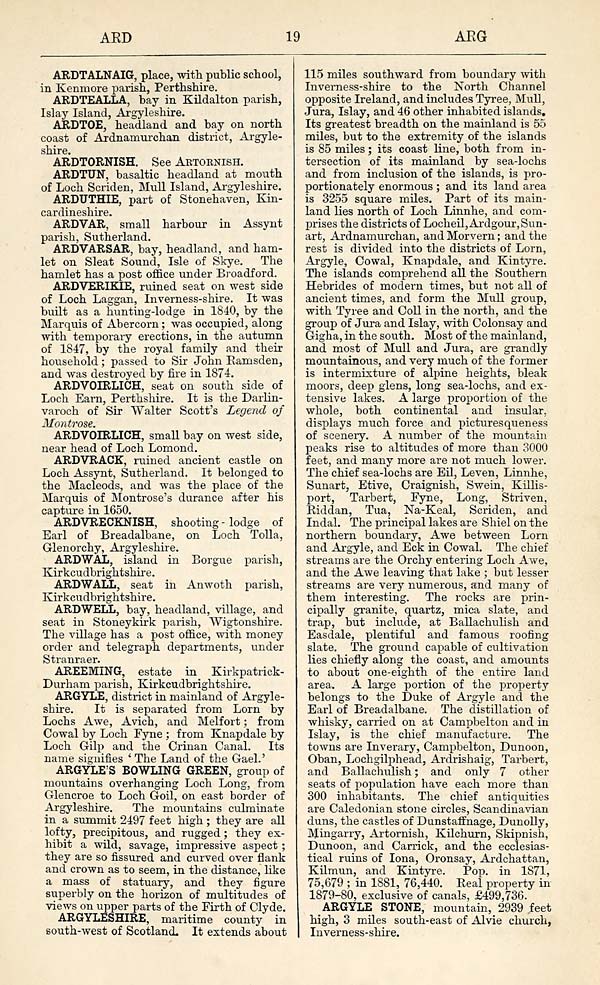 ARD 19 ARG
ARDTALNAIG, place, with public school,
in Kenmore parish, Perthshire.
ARDTEALLA, bay in Kildalton parish,
Islay Island, Argyleshire.
ARDTOE, headland and bay on north
coast of Ardnamurchan district, Argyle-
shire.
ARDTORNISH. See ARTORNISH.
ARDTUN, basaltic headland at mouth
of Loch Scriden, Mull Island, Argyleshire.
ARDUTHIE, part of Stonehaven, Kin-
cardineshire.
ARDVAR, small harbour in Assynt
parish, Sutherland.
ARDVARSAR, bay, headland, and ham-
let on Sleat Sound, Isle of Skye. The
hamlet has a post office under Broadford.
ARDVERIKIE, ruined seat on west side
of Loch Laggan, Inverness-shire. It was
built as a hunting-lodge in 1840, by the
Marquis of Abercorn; was occupied, along
with temporary erections, in the autumn
of 1847, by the royal family and their
household; passed to Sir John Ramsden,
and was destroyed by fire in 1874.
ARDVOIRLICH, seat on south side of
Loch Earn, Perthshire. It is the Darlin-
varoch of Sir Walter Scott's Legend of
Montrose.
ARDVOIRLICH, small bay on west side,
near head of Loch Lomond.
ARDVRACK, ruined ancient castle on
Loch Assynt, Sutherland. It belonged to
the Macleods, and was the place of the
Marquis of Montrose's durance after his
capture in 1650.
ARDVRECKNISH, shooting-lodge of
Earl of Breadalbane, on Loch Tolla,
Glenorchy, Argyleshire.
ARDWAL, island in Borgue parish,
Kirkcudbrightshire.
ARDWALL, seat in Anwoth parish,
Kirkcudbrightshire.
ARDWELL, bay, headland, village, and
seat in Stoneykirk parish, Wigtonshire.
The village has a post office, with money
order and telegraph departments, under
Stranraer.
AREEMING, estate in Kirkpatrick-
Durham parish, Kirkcudbrightshire.
ARGYLE, district in mainland of Argyle-
shire. It is separated from Lorn by
Lochs Awe, Avich, and Melfort; from
Cowal by Loch Fyne; from Knapdale by
Loch Gilp and the Crinan Canal. Its
name signifies 'The Land of the Gael.'
ARGYLE'S BOWLING GREEN, group of
mountains overhanging Loch Long, from
Glencroe to Loch Goil, on east border of
Argyleshire. The mountains culminate
in a summit 2497 feet high; they are all
lofty, precipitous, and rugged; they ex-
hibit a wild, savage, impressive aspect;
they are so fissured and curved over flank
and crown as to seem, in the distance, like
a mass of statuary, and they figure
superbly on the horizon of multitudes of
views on upper parts of the Firth of Clyde.
ARGYLESHIRE, maritime county in
south-west of Scotland. It extends about
115 miles southward from boundary with
Inverness-shire to the North Channel
opposite Ireland, and includes Tyree, Mull,
Jura, Islay, and 46 other inhabited islands.
Its greatest breadth on the mainland is 55
miles, but to the extremity of the islands
is 85 miles; its coast line, both from in-
tersection of its mainland by sea-lochs
and from inclusion of the islands, is pro-
portionately enormous; and its land area
is 3255 square miles. Part of its main-
land lies north of Loch Linnhe, and com-
prises the districts of Locheil, Ardgour, Sun-
art, Ardnamurchan, and Morvern; and the
rest is divided into the districts of Lorn,
Argyle, Cowal, Knapdale, and Kintyre.
The islands comprehend all the Southern
Hebrides of modern times, but not all of
ancient times, and form the Mull group,
with Tyree and Coll in the north, and the
group of Jura and Islay, with Colonsay and
Gigha, in the south. Most of the mainland,
and most of Mull and Jura, are grandly
mountainous, and very much of the former
is intermixture of alpine heights, bleak
moors, deep glens, long sea-lochs, and ex-
tensive lakes. A large proportion of the
whole, both continental and insular,
displays much force and picturesqueness
of scenery. A number of the mountain
peaks rise to altitudes of more than 3000
feet, and many more are not much lower.
The chief sea-lochs are Eil, Leven, Linnhe,
Sunart, Etive, Craignish, Swein, Killis-
port, Tarbert, Fyne, Long, Striven,
Riddan, Tua, Na-Keal, Scriden, and
Indal. The principal lakes are Shiel on the
northern boundary, Awe between Lorn
and Argyle, and Eck in Cowal. The chief
streams are the Orchy entering Loch Awe,
and the Awe leaving that lake; but lesser
streams are very numerous, and many of
them interesting. The rocks are prin-
cipally granite, quartz, mica slate, and
trap, but include, at Ballachulish and
Easdale, plentiful and famous roofing
slate. The ground capable of cultivation
lies chiefly along the coast, and amounts
to about one-eighth of the entire land
area. A large portion of the property
belongs to the Duke of Argyle and the
Earl of Breadalbane. The distillation of
whisky, carried on at Campbelton and in
Islay, is the chief manufacture. The
towns are Inverary, Campbelton, Dunoon,
Oban, Lochgilphead, Ardrishaig, Tarbert,
and Ballachulish; and only 7 other
seats of population have each more than
300 inhabitants. The chief antiquities
are Caledonian stone circles, Scandinavian
duns, the castles of Dunstaffnage, Dunolly,
Mingarry, Artornish, Kilchurn, Skipnish,
Dunoon, and Carrick, and the ecclesias-
tical ruins of Iona, Oronsay, Ardchattan,
Kilmun, and Kintyre. Pop. in 1871,
75,679; in 1881, 76,440. Real property in
1879-80, exclusive of canals, £499,736.
ARGYLE STONE, mountain, 2939 feet
high, 3 miles south-east of Alvie church,
Inverness-shire.